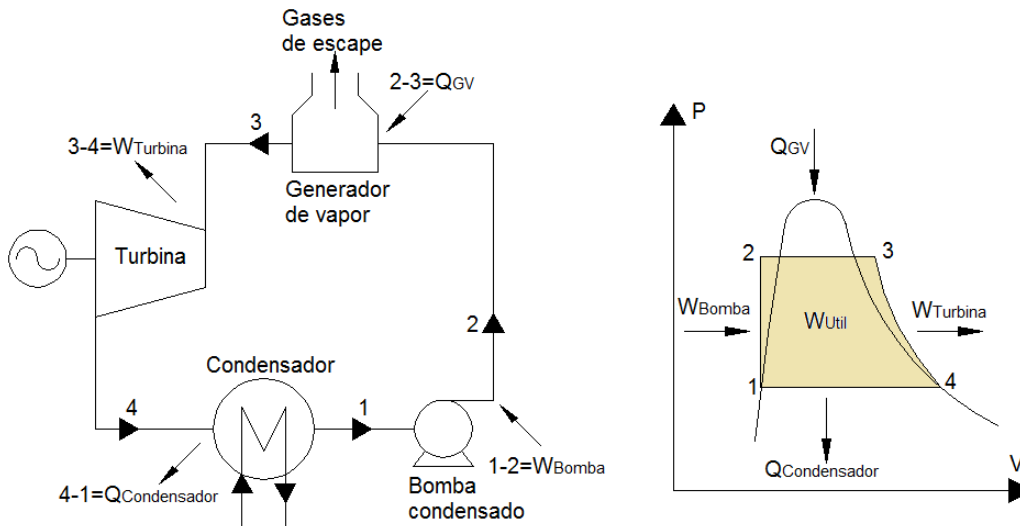 Gases
de escape
2-3=QGV
3
3-4=WTurbina
Generador
de vapor
Turbina
2
Condensador
4
1
1-2=WBomba
4-1=QCondensador
Bomba
condensado
P
QGV
2
3
WBomba
WUtil
WTurbina
1
4
QCondensador
V